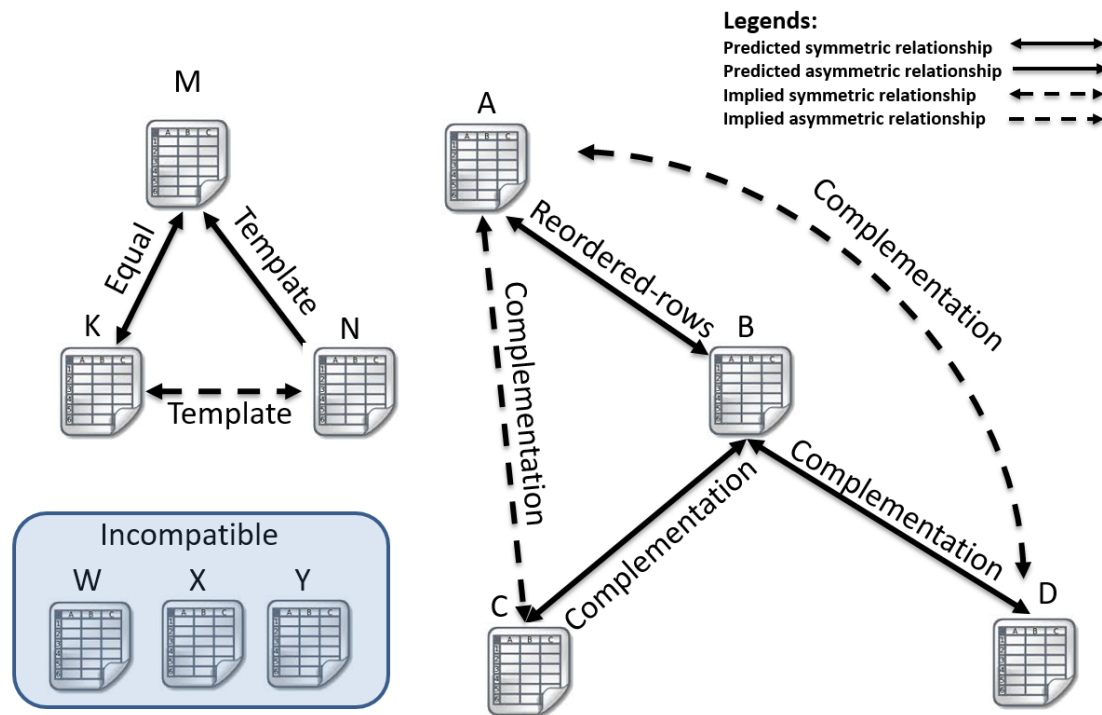 Legends:
Predicted symmetric relationship
Predicted asymmetric relationship
Implied symmetric relationship
Implied asymmetric relationship
M
Equal
Template
K
N
Template
A
Reordered-rows
Complementation
Complementation
B
Complementation
Complementation
C
D
Incompatible
W
X
Y